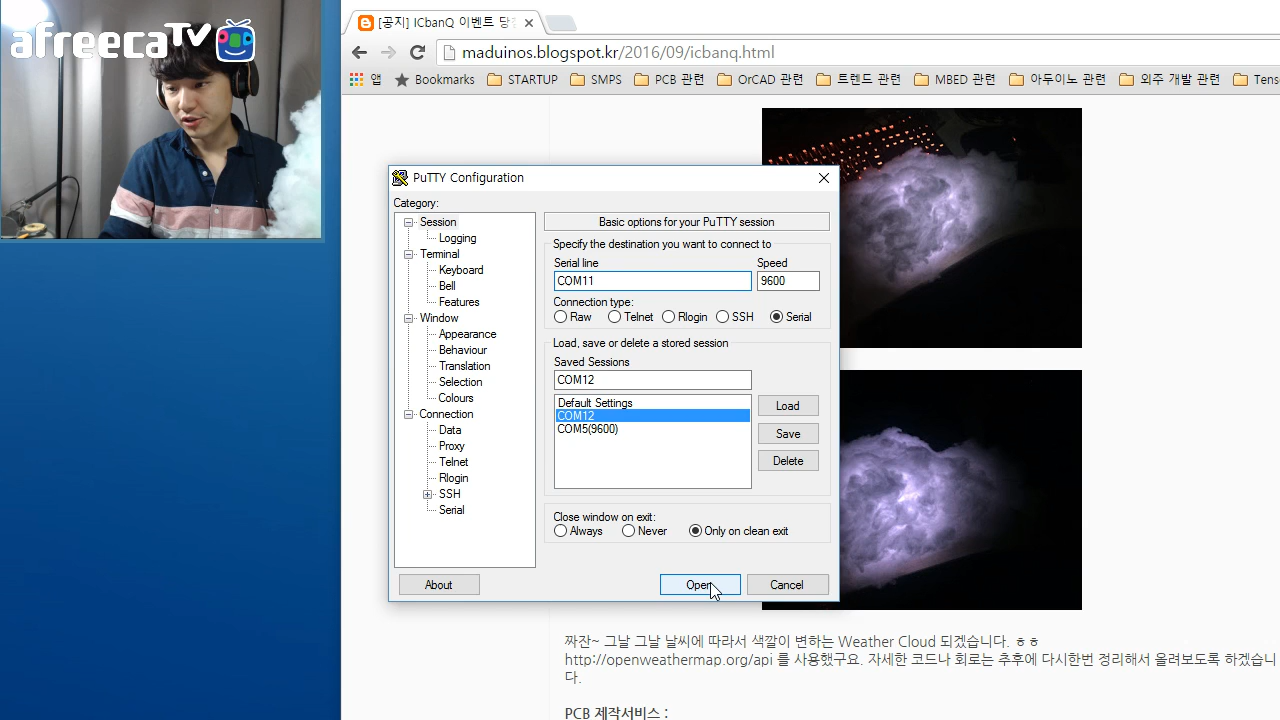 afreecaTV
[공지] ICbanQ 이벤트 당
maduinos.blogspot.kr/2016/09/icbanq.html
앱 Bookmarks STARTUP SMPS PCB 관련 OrCAD 관련 트렌드 관련 MBED 관련 아두이노 관련 외주 개발 관련 Tens
PuTTY Configuration
Category:
Session
Logging
Terminal
Keyboard
Bell
Features
Window
Appearance
Behaviour
Translation
Selection
Colours
Connection
Data
Proxy
Telnet
Rlogin
SSH
Serial
Basic options for your PuTTY session
Specify the destination you want to connect to
Serial line Speed
COM11 9600
Connection type:
Raw Telnet Rlogin SSH Serial
Load, save or delete a stored session
Saved Sessions
COM12
Default Settings
COM12
COM5(9600)
Load
Save
Delete
Close window on exit:
Always Never Only on clean exit
About Open Cancel
짜잔~ 그날 그날 날씨에 따라서 색깔이 변하는 Weather Cloud 되겠습니다. ㅎㅎ
http://openweathermap.org/api 를 사용했구요. 자세한 코드나 회로는 추후에 다시한번 정리해서 올려보도록 하겠습니
다.
PCB 제작서비스 :